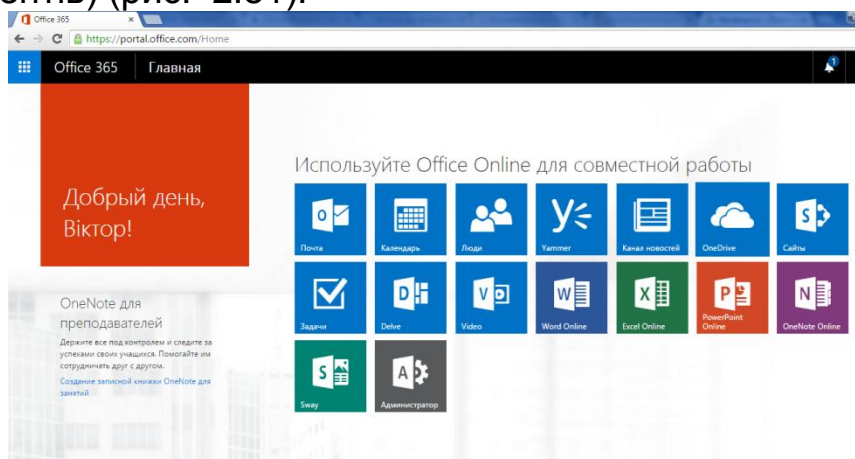 Office 365
https://portal.office.com/Home
Office 365 Главная
1
Добрый день,
Віктор!
Используйте Office Online для совместной работы
Почта Календарь Люди Yammer Канал новостей OneDrive Сайты
Задачи Delve Video Word Online Excel Online PowerPoint Online OneNote Online
Sway Администратор
OneNote для
преподавателей
Держите все под контролем и следите за
успехами своих учащихся. Помогайте им
сотрудничать друг с другом.
Создание записной книжки OneNote для
занятий